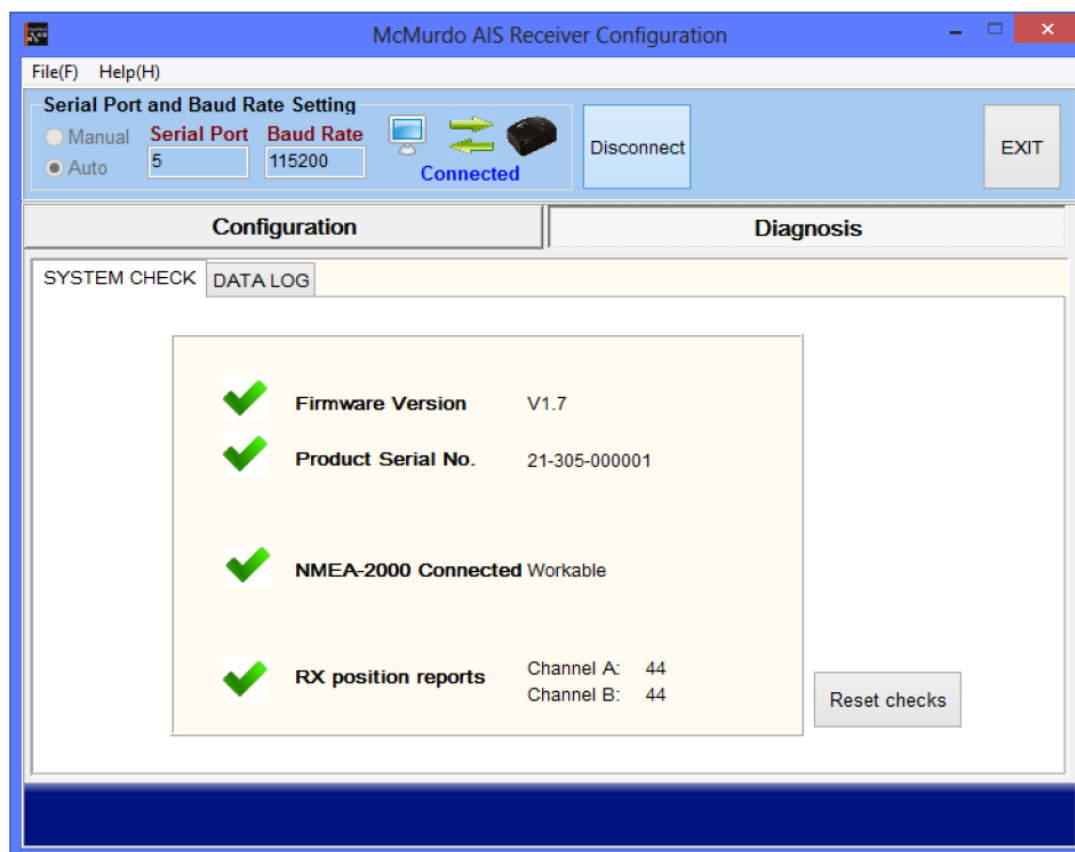 McMurdo AIS Receiver Configuration
File(F) Help(H)
Serial Port and Baud Rate Setting
Manual Serial Port Baud Rate
Auto 5 115200
Connected
Disconnect
EXIT
Configuration Diagnosis
SYSTEM CHECK DATA LOG
Firmware Version V1.7
Product Serial No. 21-305-000001
NMEA-2000 Connected Workable
RX position reports Channel A: 44
Channel B: 44
Reset checks